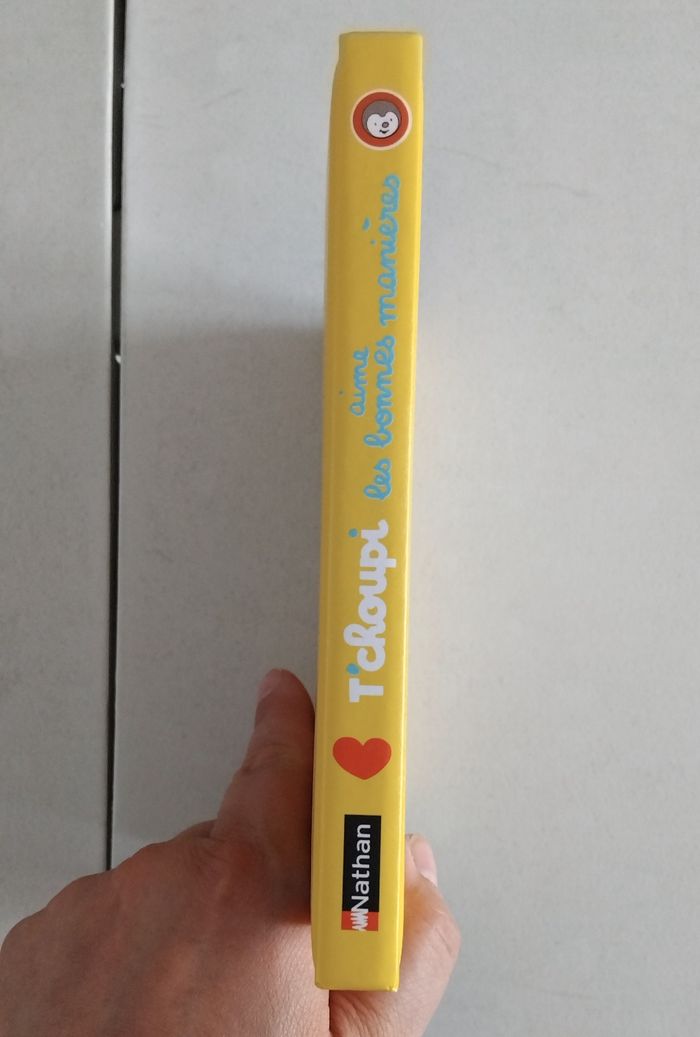 Nathan
T'choupi
aime
les bonnes manières